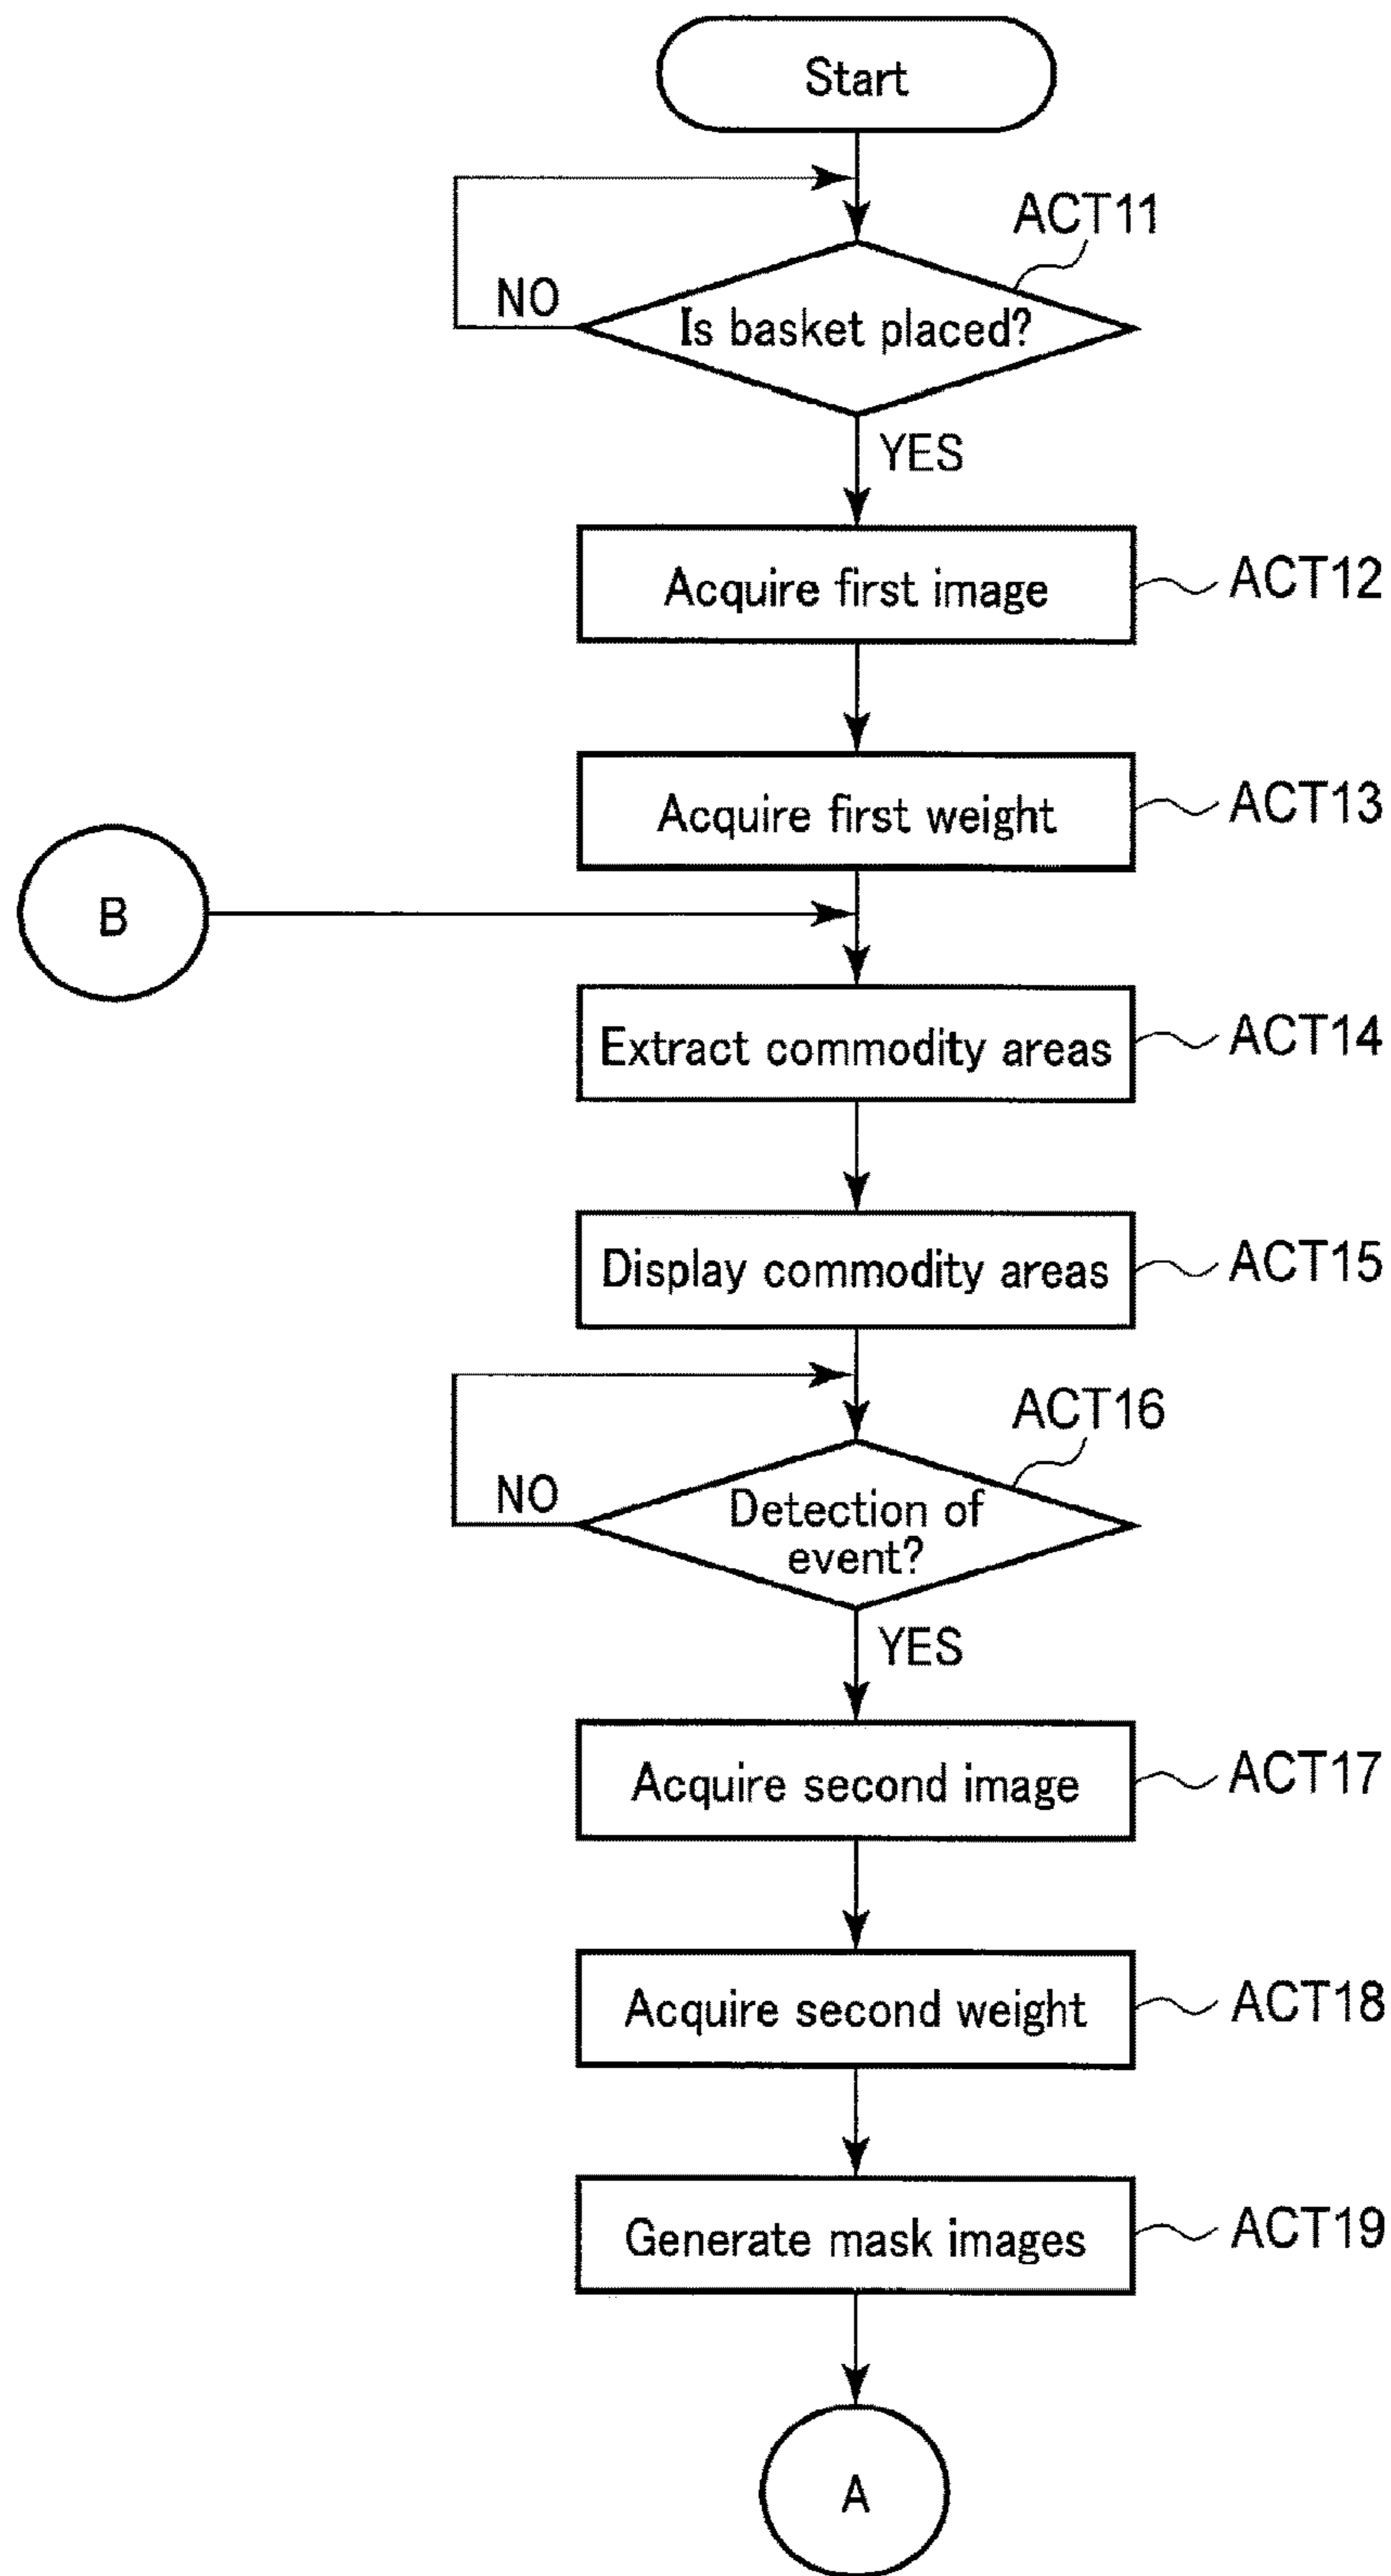 Start
ACT11
NO
Is basket placed?
YES
Acquire first image
ACT12
Acquire first weight
ACT13
B
Extract commodity areas
ACT14
Display commodity areas
ACT15
ACT16
NO
Detection of
event?
YES
Acquire second image
ACT17
Acquire second weight
ACT18
Generate mask images
ACT19
A